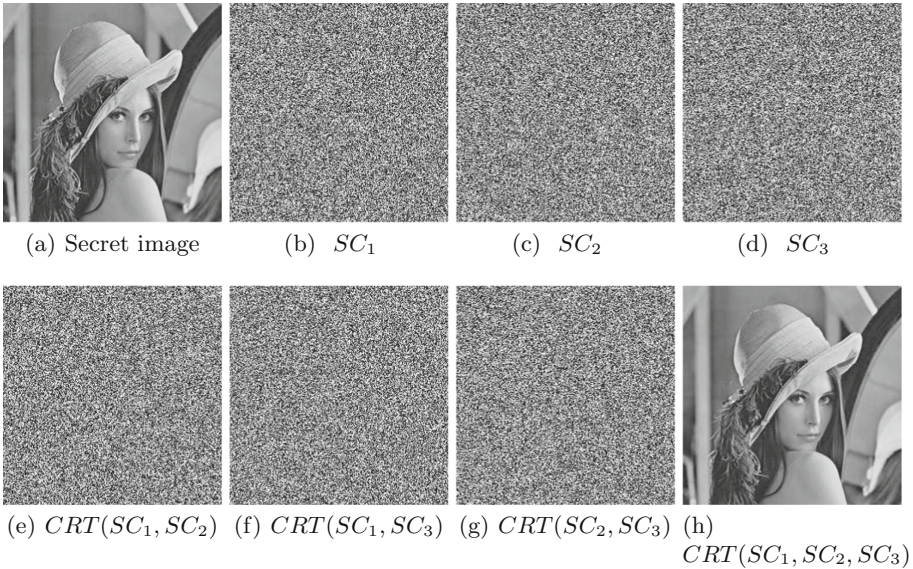 (a) Secret image
(b) SC₁
(c) SC₂
(d) SC₃
(e) CRT(SC₁, SC₂)
(f) CRT(SC₁, SC₃)
(g) CRT(SC₂, SC₃)
(h)
CRT(SC₁, SC₂, SC₃)